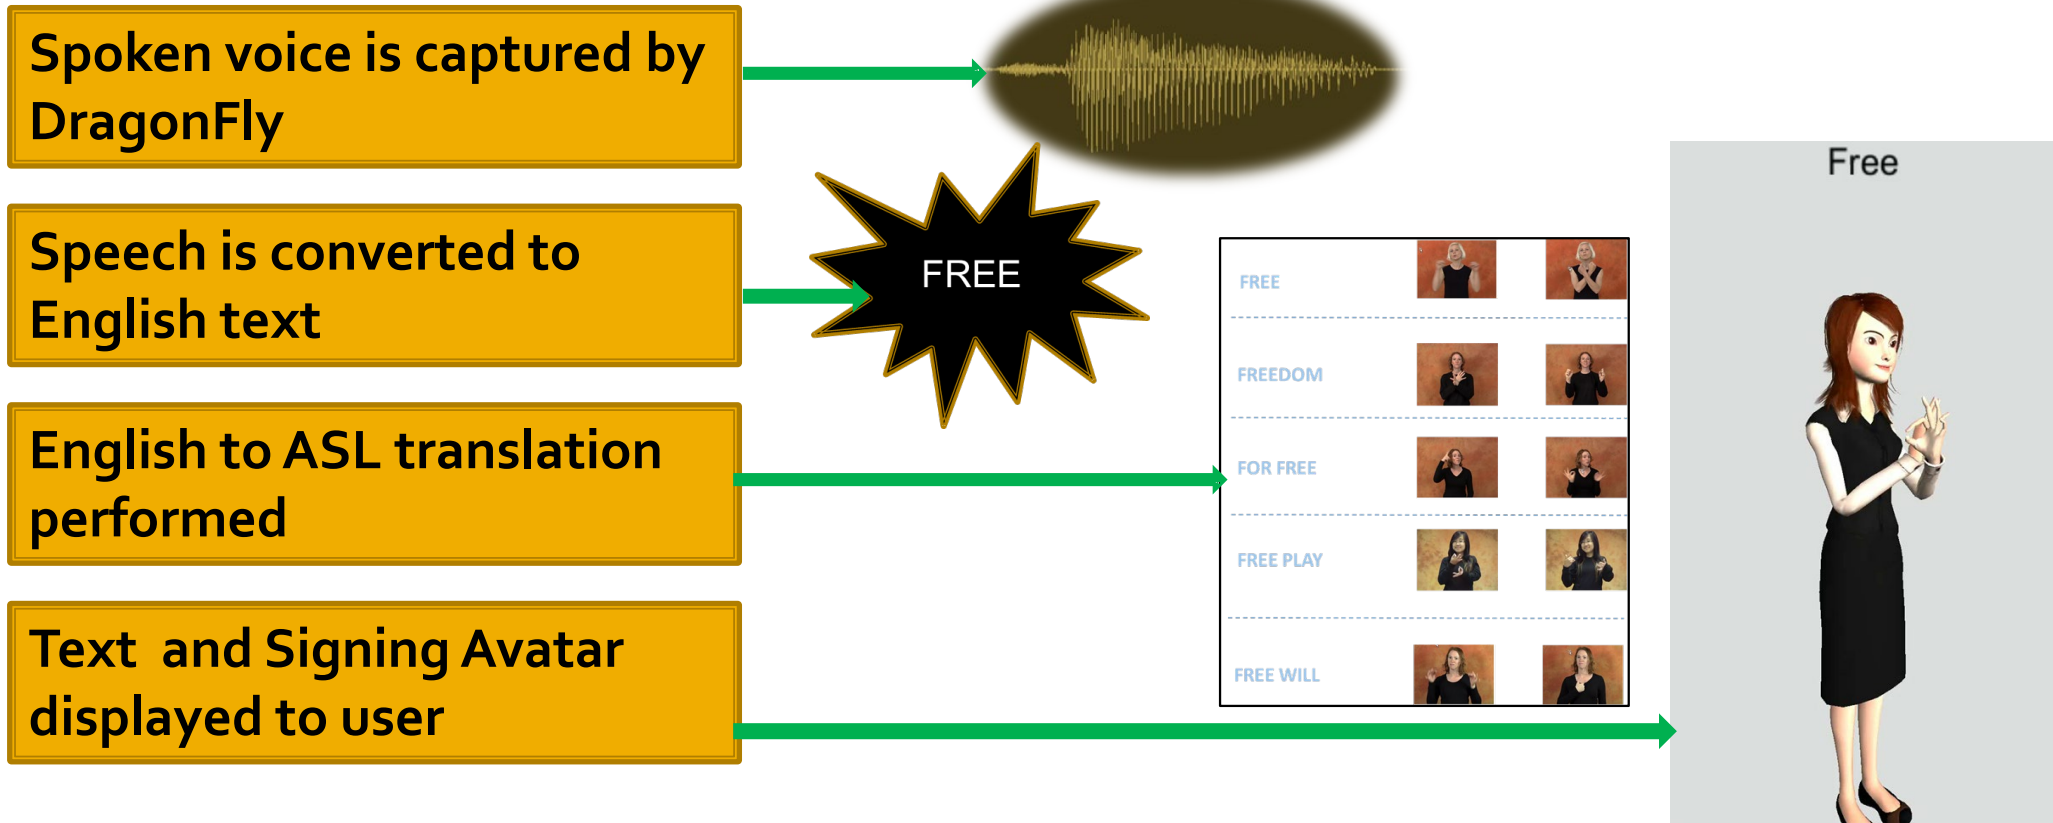 Spoken voice is captured by
DragonFly
Speech is converted to
English text
English to ASL translation
performed
Text and Signing Avatar
displayed to user
FREE
FREE
FREEDOM
FOR FREE
FREE PLAY
FREE WILL
Free